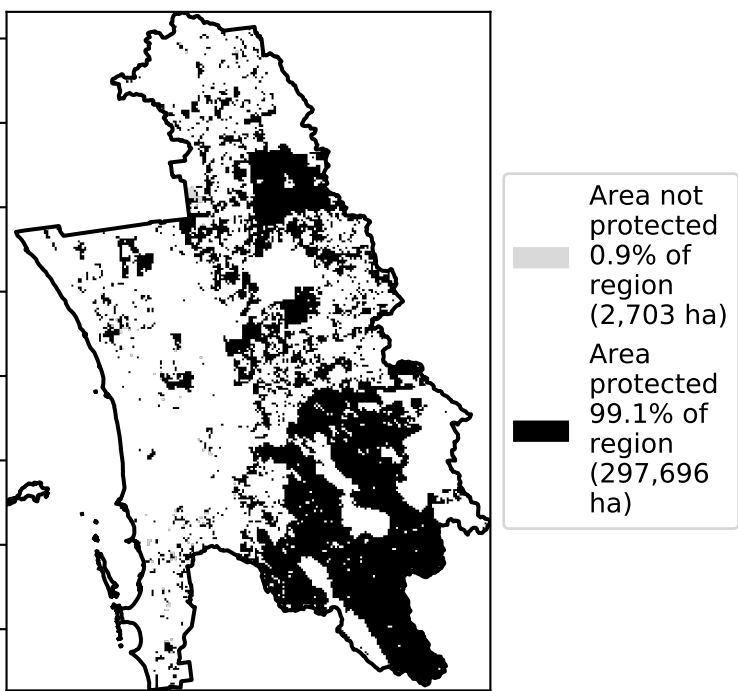 Area not
protected
0.9% of
region
(2,703 ha)
Area
protected
99.1% of
region
(297,696
ha)